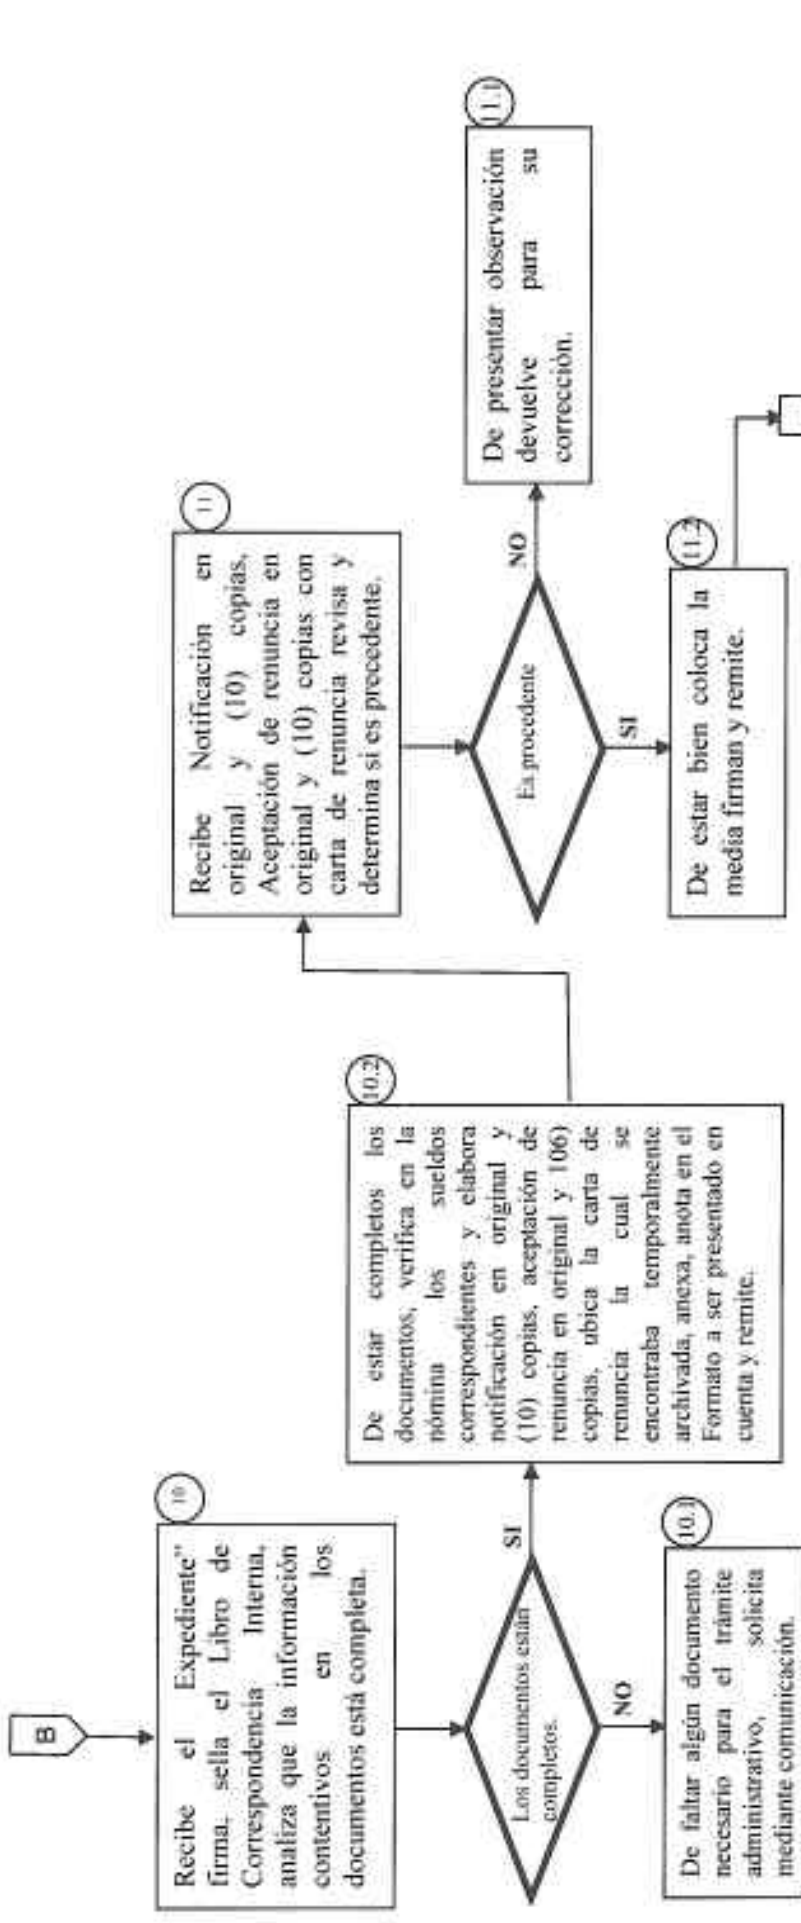 B
10
Recibe el Expediente"
firma, sella el Libro de
Correspondencia Interna,
analiza que la información
contentivos en los
documentos está completa.
Los documentos están
completos.
SI
NO
10.1
De faltar algún documento
necesario para el trámite
administrativo, solicita
mediante comunicación.
10.2
De estar completos los
documentos, verifica en la
nómina los sueldos
correspondientes y elabora
notificación en original y
(10) copias, aceptación de
renuncia en original y 106)
copias, ubica la carta de
renuncia la cual se
encontraba temporalmente
archivada, anexa, anota en el
Formato a ser presentado en
cuenta y remite.
11
Recibe Notificación en
original y (10) copias,
Aceptación de renuncia en
original y (10) copias con
carta de renuncia revisa y
determina si es precedente.
Es procedente
NO
SI
11.1
De presentar observación
devuelve para su
corrección.
11.2
De estar bien coloca la
media firman y remite.